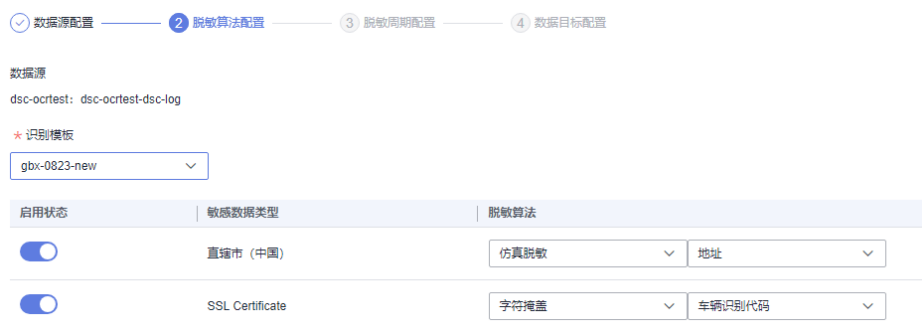 数据源配置 2 脱敏算法配置 3 脱敏周期配置 4 数据目标配置
数据源
dsc-ocrtest: dsc-ocrtest-dsc-log
* 识别模板
gbx-0823-new
启用状态 敏感数据类型 脱敏算法
直辖市（中国） 仿真脱敏 地址
SSL Certificate 字符掩盖 车辆识别代码